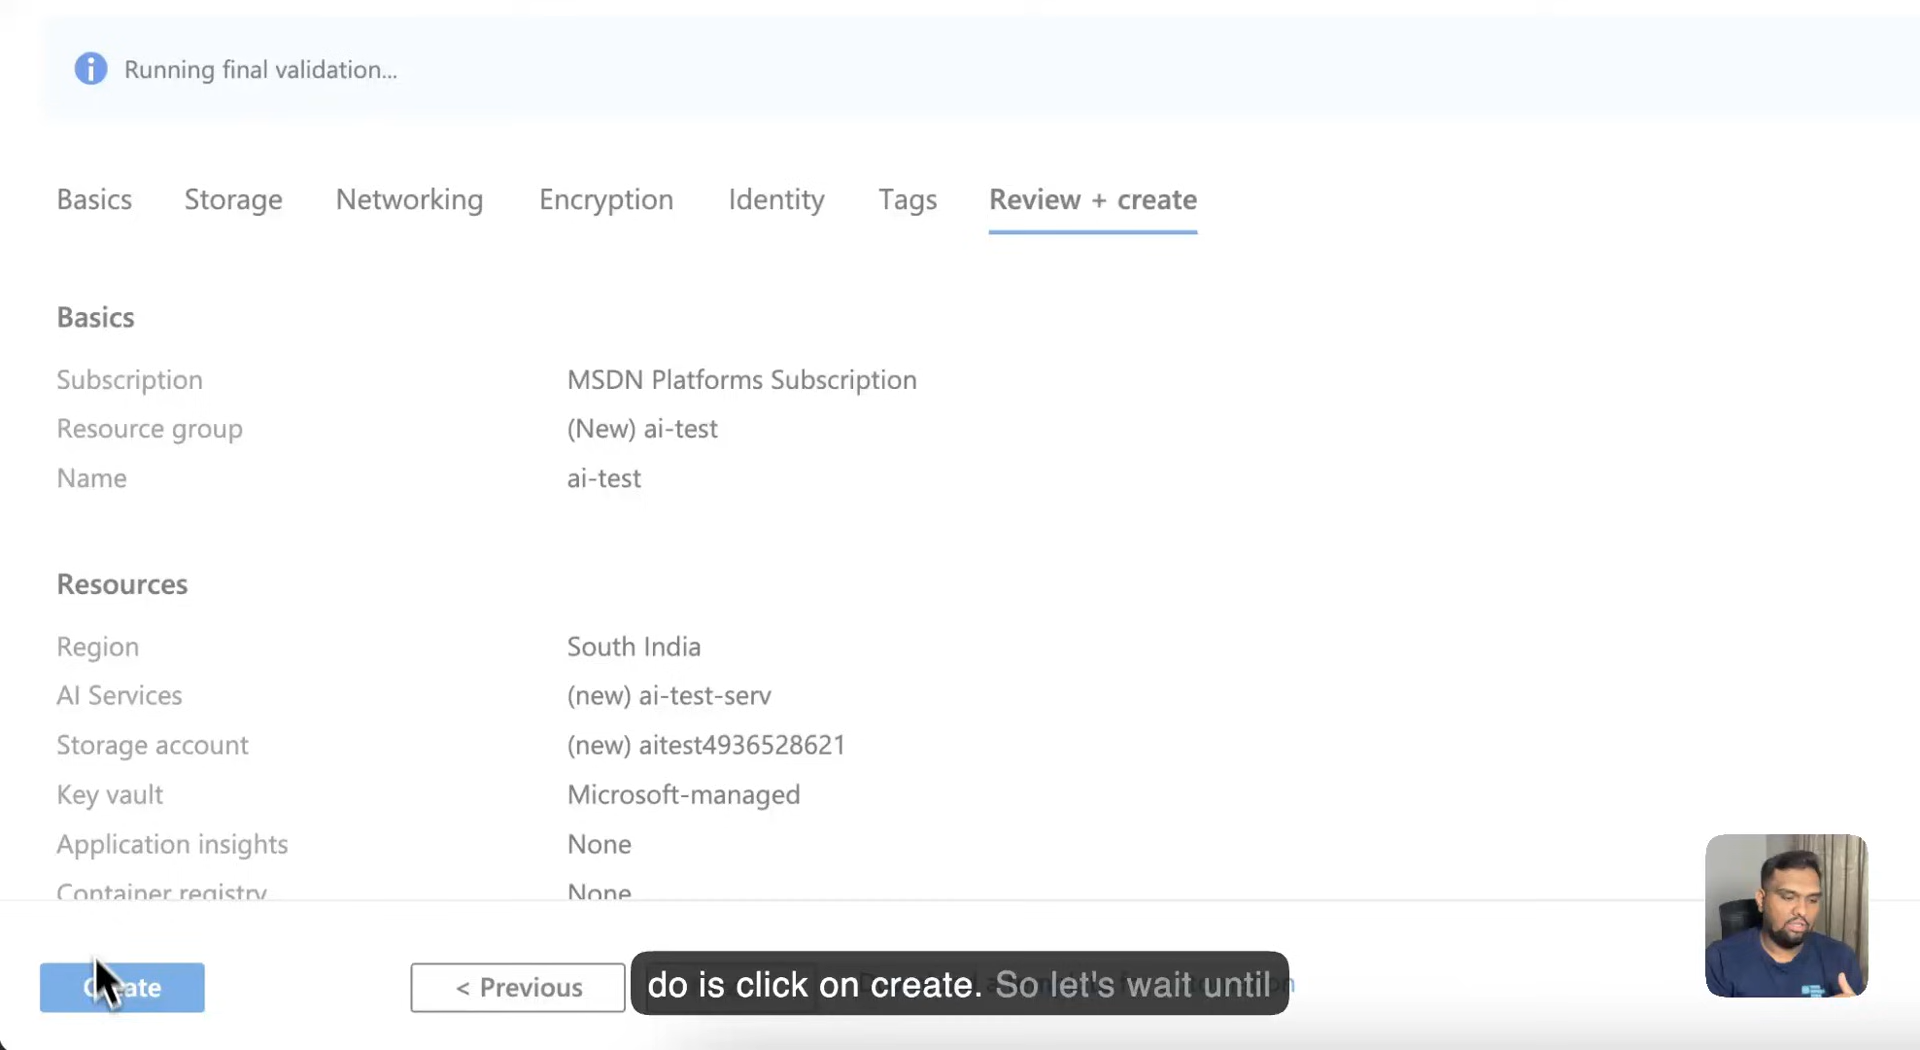 Running final validation...
Basics Storage Networking Encryption Identity Tags Review + create
Basics
Subscription MSDN Platforms Subscription
Resource group (New) ai-test
Name ai-test
Resources
Region South India
AI Services (new) ai-test-serv
Storage account (new) aitest4936528621
Key vault Microsoft-managed
Application insights None
Container registry None
Create < Previous
do is click on create. So let's wait until